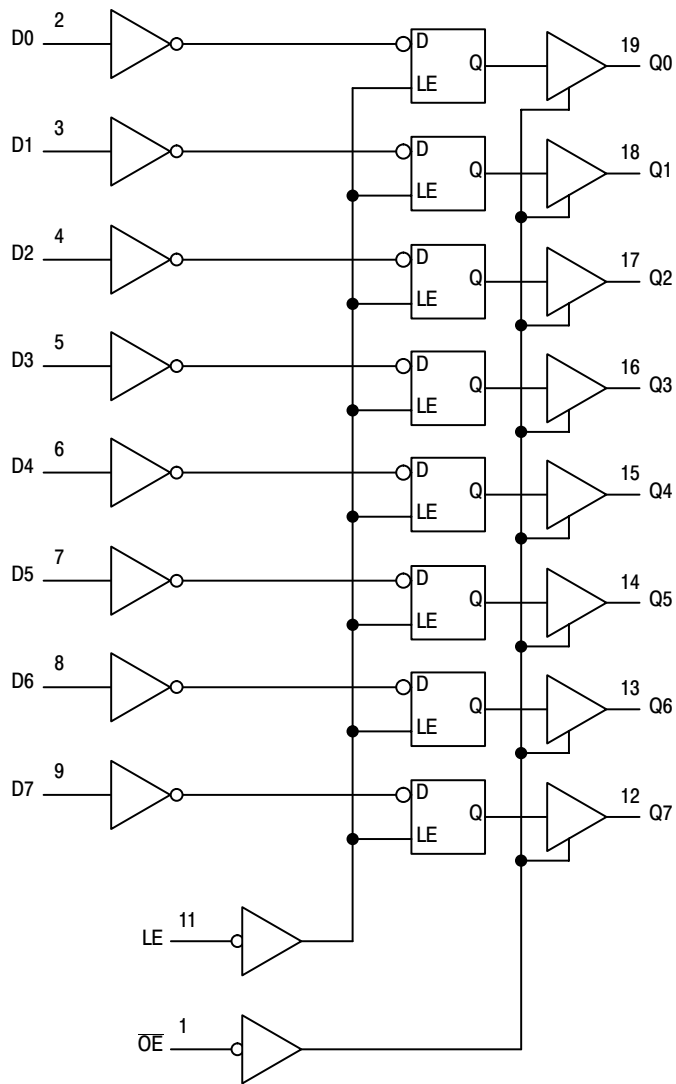 D0 2 D Q 19 Q0
LE
D1 3 D Q 18 Q1
LE
D2 4 D Q 17 Q2
LE
D3 5 D Q 16 Q3
LE
D4 6 D Q 15 Q4
LE
D5 7 D Q 14 Q5
LE
D6 8 D Q 13 Q6
LE
D7 9 D Q 12 Q7
LE
LE 11
O̅E̅ 1